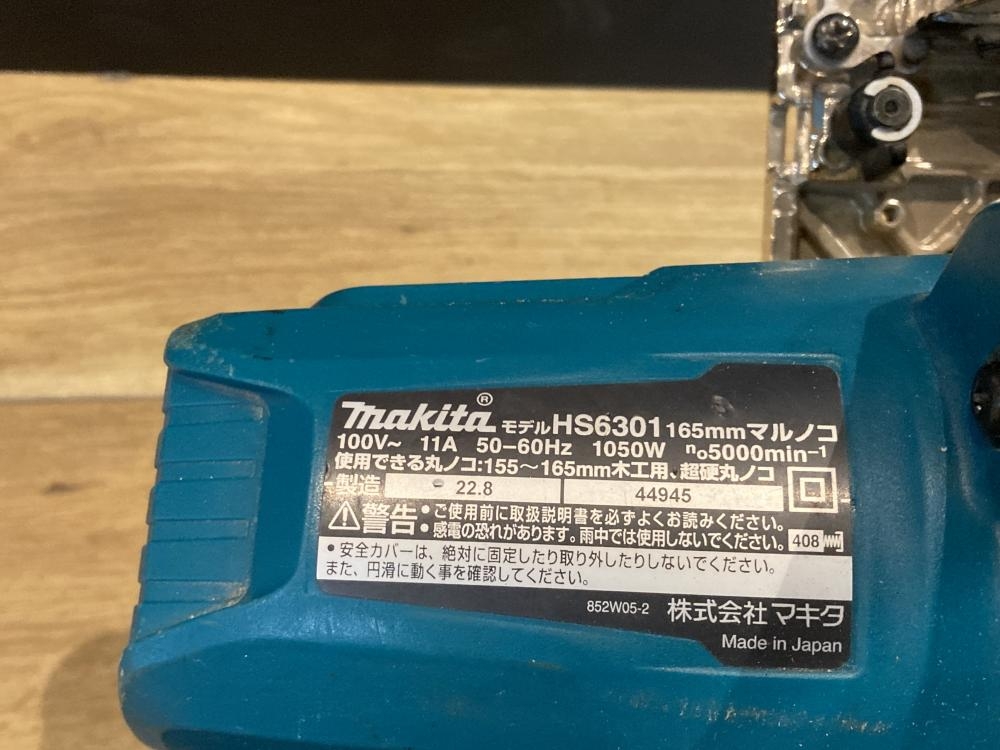 makita® モデルHS6301 165mmマルノコ
100V~ 11A 50-60Hz 1050W n₀5000min⁻¹
使用できる丸ノコ:155~165mm木工用、超硬丸ノコ
製造 22.8 44945
警告 •ご使用前に取扱説明書を必ずよくお読みください。
•感電の恐れがあります。雨中では使用しないでください。 408
•安全カバーは、絶対に固定したり取り外したりしないでください。
また、円滑に動く事を確認してください。
852W05-2 株式会社マキタ
Made in Japan